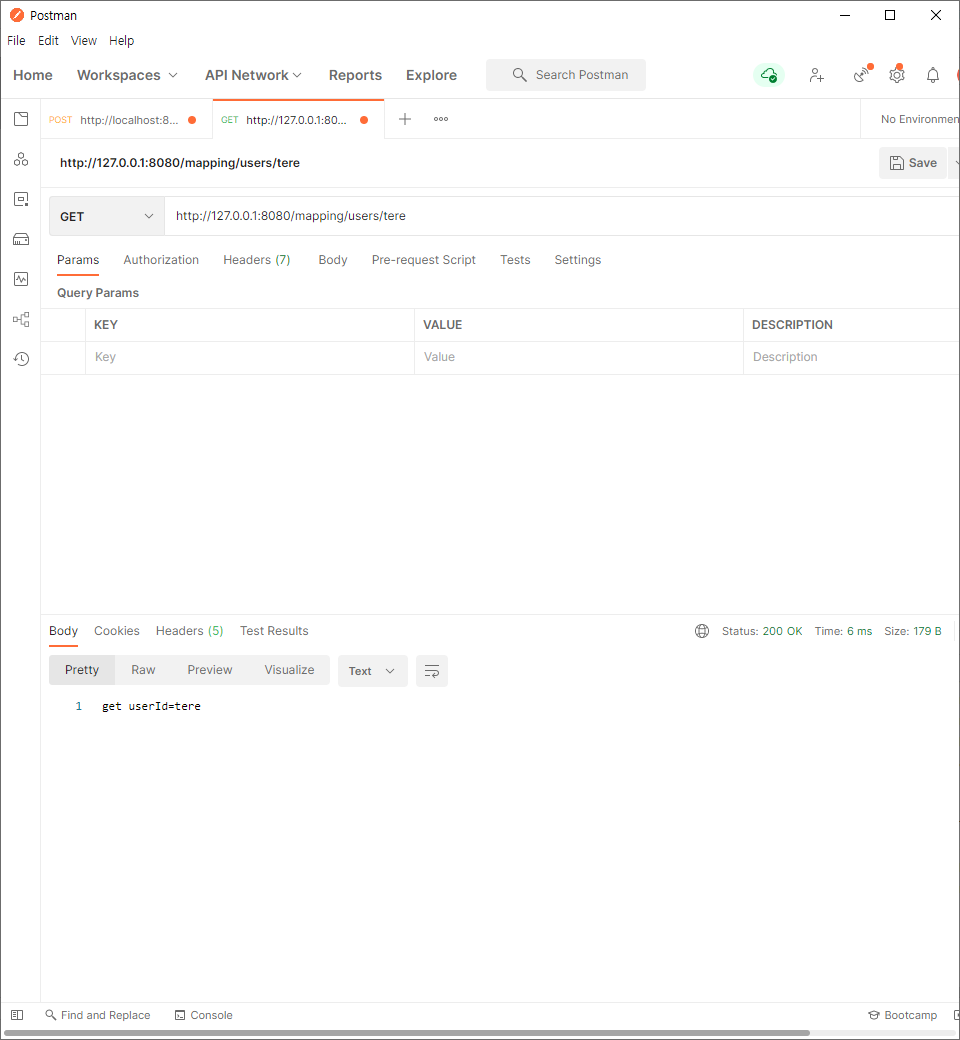 Postman
File Edit View Help
Home Workspaces API Network Reports Explore Search Postman
POST http://localhost:8... GET http://127.0.0.1:80... No Environmen
http://127.0.0.1:8080/mapping/users/tere Save
GET http://127.0.0.1:8080/mapping/users/tere
Params Authorization Headers (7) Body Pre-request Script Tests Settings
Query Params
KEY VALUE DESCRIPTION
Key Value Description
Body Cookies Headers (5) Test Results Status: 200 OK Time: 6 ms Size: 179 B
Pretty Raw Preview Visualize Text
1 get userId=tere
Find and Replace Console Bootcamp